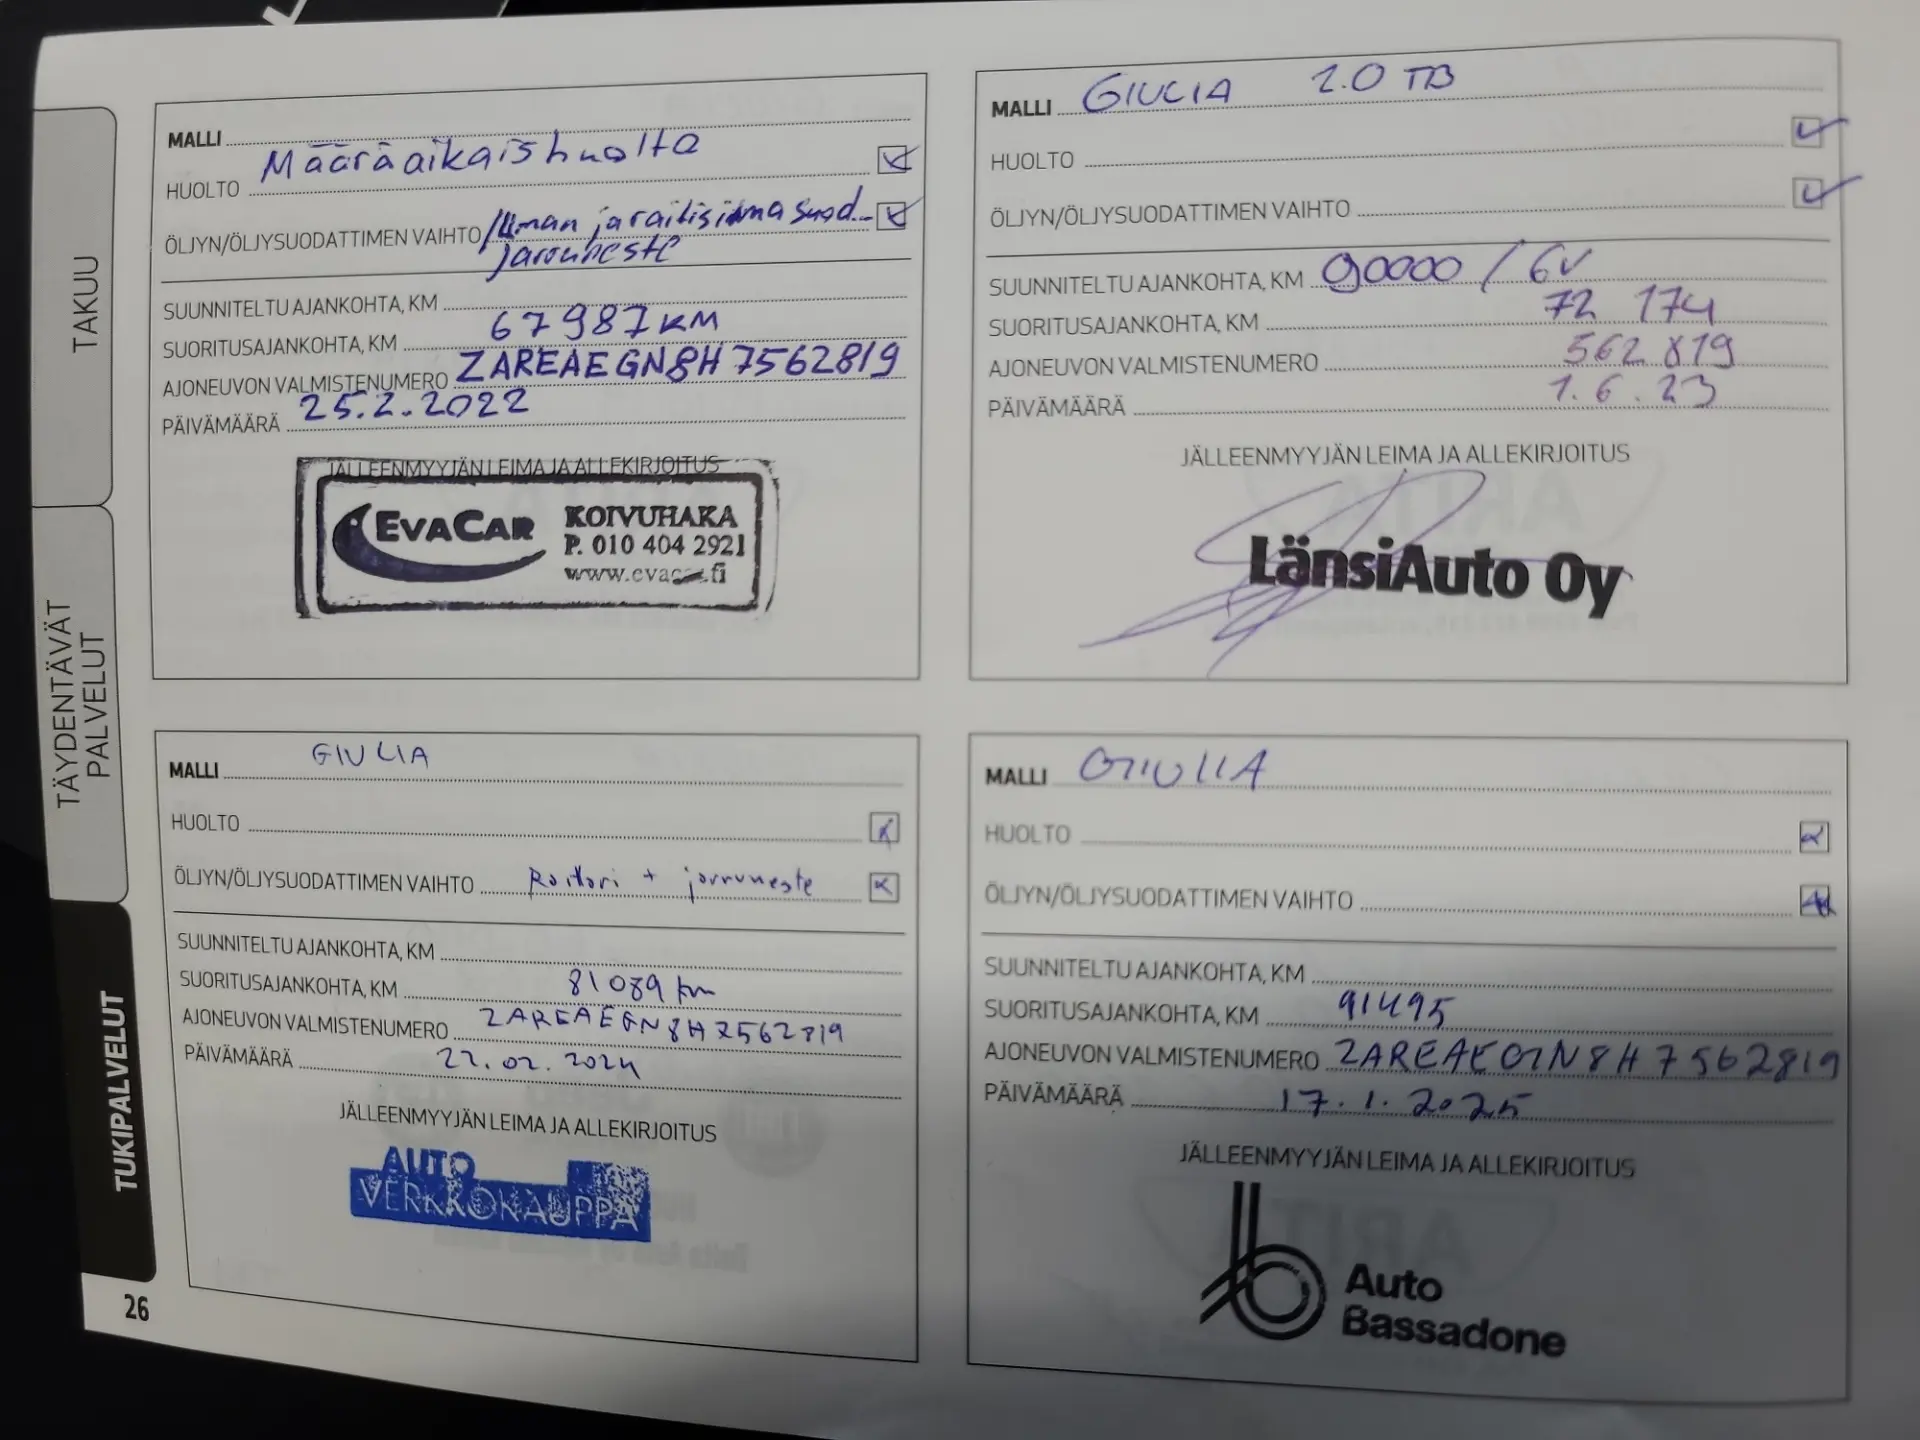 TAKUU
TÄYDENTÄVÄT
PALVELUT
TUKIPALVELUT
26
MALLI
HUOLTO Määräaikaishuolto
ÖLJYN/ÖLJYSUODATTIMEN VAIHTO /Ilman ja raitisilma suod..
Jarruneste
SUUNNITELTU AJANKOHTA, KM
SUORITUSAJANKOHTA, KM 67987 KM
AJONEUVON VALMISTENUMERO ZAREAEGN8H7562819
PÄIVÄMÄÄRÄ 25.2.2022
JÄLLEENMYYJÄN LEIMA JA ALLEKIRJOITUS
EVACAR KOIVUHAKA
P. 010 404 2921
www.evacar.fi
MALLI GIULIA 2.0 TB
HUOLTO
ÖLJYN/ÖLJYSUODATTIMEN VAIHTO
SUUNNITELTU AJANKOHTA, KM 90000 / 6V
SUORITUSAJANKOHTA, KM 72 174
AJONEUVON VALMISTENUMERO 562 819
PÄIVÄMÄÄRÄ 1.6.23
JÄLLEENMYYJÄN LEIMA JA ALLEKIRJOITUS
LänsiAuto Oy
MALLI GIULIA
HUOLTO
ÖLJYN/ÖLJYSUODATTIMEN VAIHTO + jarruneste
SUUNNITELTU AJANKOHTA, KM
SUORITUSAJANKOHTA, KM 81089 km
AJONEUVON VALMISTENUMERO ZAREAEGN8H7562819
PÄIVÄMÄÄRÄ 22.02.2024
JÄLLEENMYYJÄN LEIMA JA ALLEKIRJOITUS
AUTO
VERKKOKAUPPA
MALLI GIULIA
HUOLTO
ÖLJYN/ÖLJYSUODATTIMEN VAIHTO
SUUNNITELTU AJANKOHTA, KM
SUORITUSAJANKOHTA, KM 91495
AJONEUVON VALMISTENUMERO ZAREAEGN8H7562819
PÄIVÄMÄÄRÄ 17.1.2025
JÄLLEENMYYJÄN LEIMA JA ALLEKIRJOITUS
Auto
Bassadone